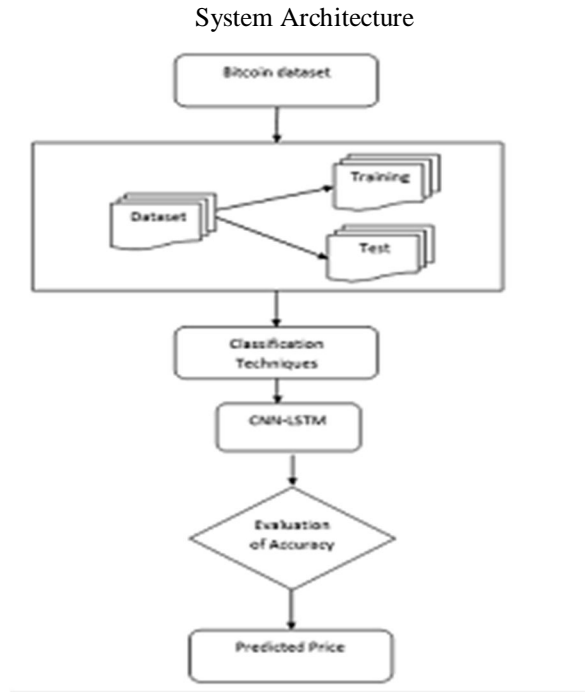 System Architecture
Bitcoin dataset
Training
Dataset
Test
Classification
Techniques
CNN-LSTM
Evaluation
of Accuracy
Predicted Price